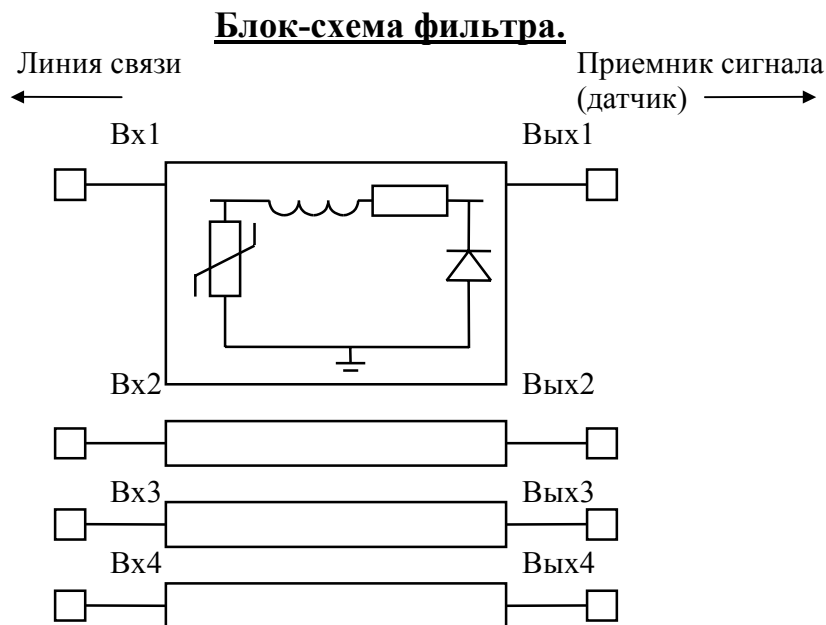 Блок-схема фильтра.
Линия связи
Приемник сигнала
(датчик)
Вх1
Вых1
Вх2
Вых2
Вх3
Вых3
Вх4
Вых4